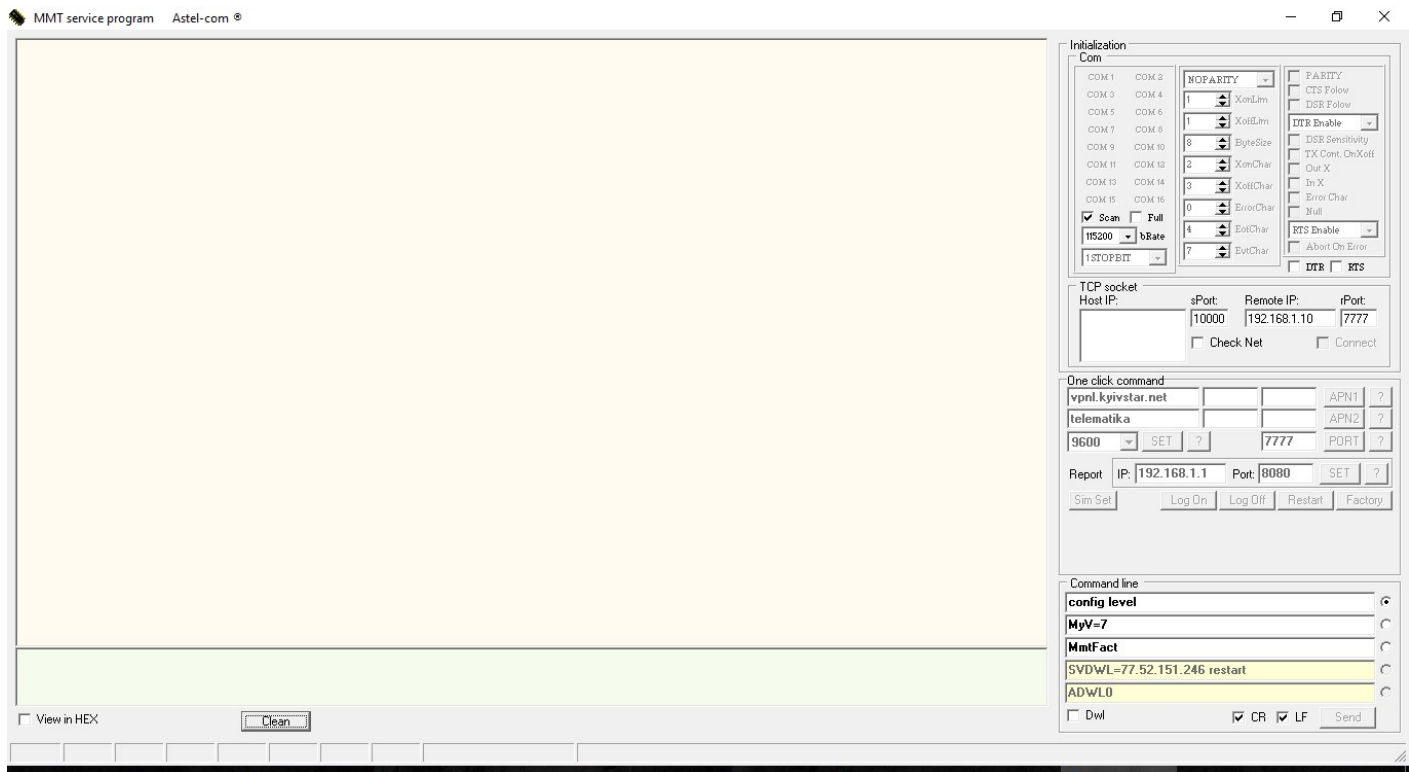 MMT service program Astel-com ®
Initialization
Com
COM 1 COM 2
COM 3 COM 4
COM 5 COM 6
COM 7 COM 8
COM 9 COM 10
COM 11 COM 12
COM 13 COM 14
COM 15 COM 16
Scan Full
115200 bRate
1STOPBIT
NOPARITY
1 XonLim
1 XoffLim
8 ByteSize
2 XonChar
3 XoffChar
0 ErrorChar
4 EofChar
7 EvtChar
PARITY
CTS Folow
DSR Folow
DTR Enable
DSR Sensitivity
TX Cont. OnXoff
Out X
In X
Error Char
Null
RTS Enable
Abort On Error
DTR RTS
TCP socket
Host IP: sPort: Remote IP: rPort:
10000 192.168.1.10 7777
Check Net Connect
One click command
vpnl.kyivstar.net APN1 ?
telematika APN2 ?
9600 SET ? 7777 PORT ?
Report IP: 192.168.1.1 Port: 8080 SET ?
Sim Set Log On Log Off Restart Factory
Command line
config level
MyV=7
MmtFact
SVDWL=77.52.151.246 restart
ADWL0
Dwl CR LF Send
View in HEX Clean